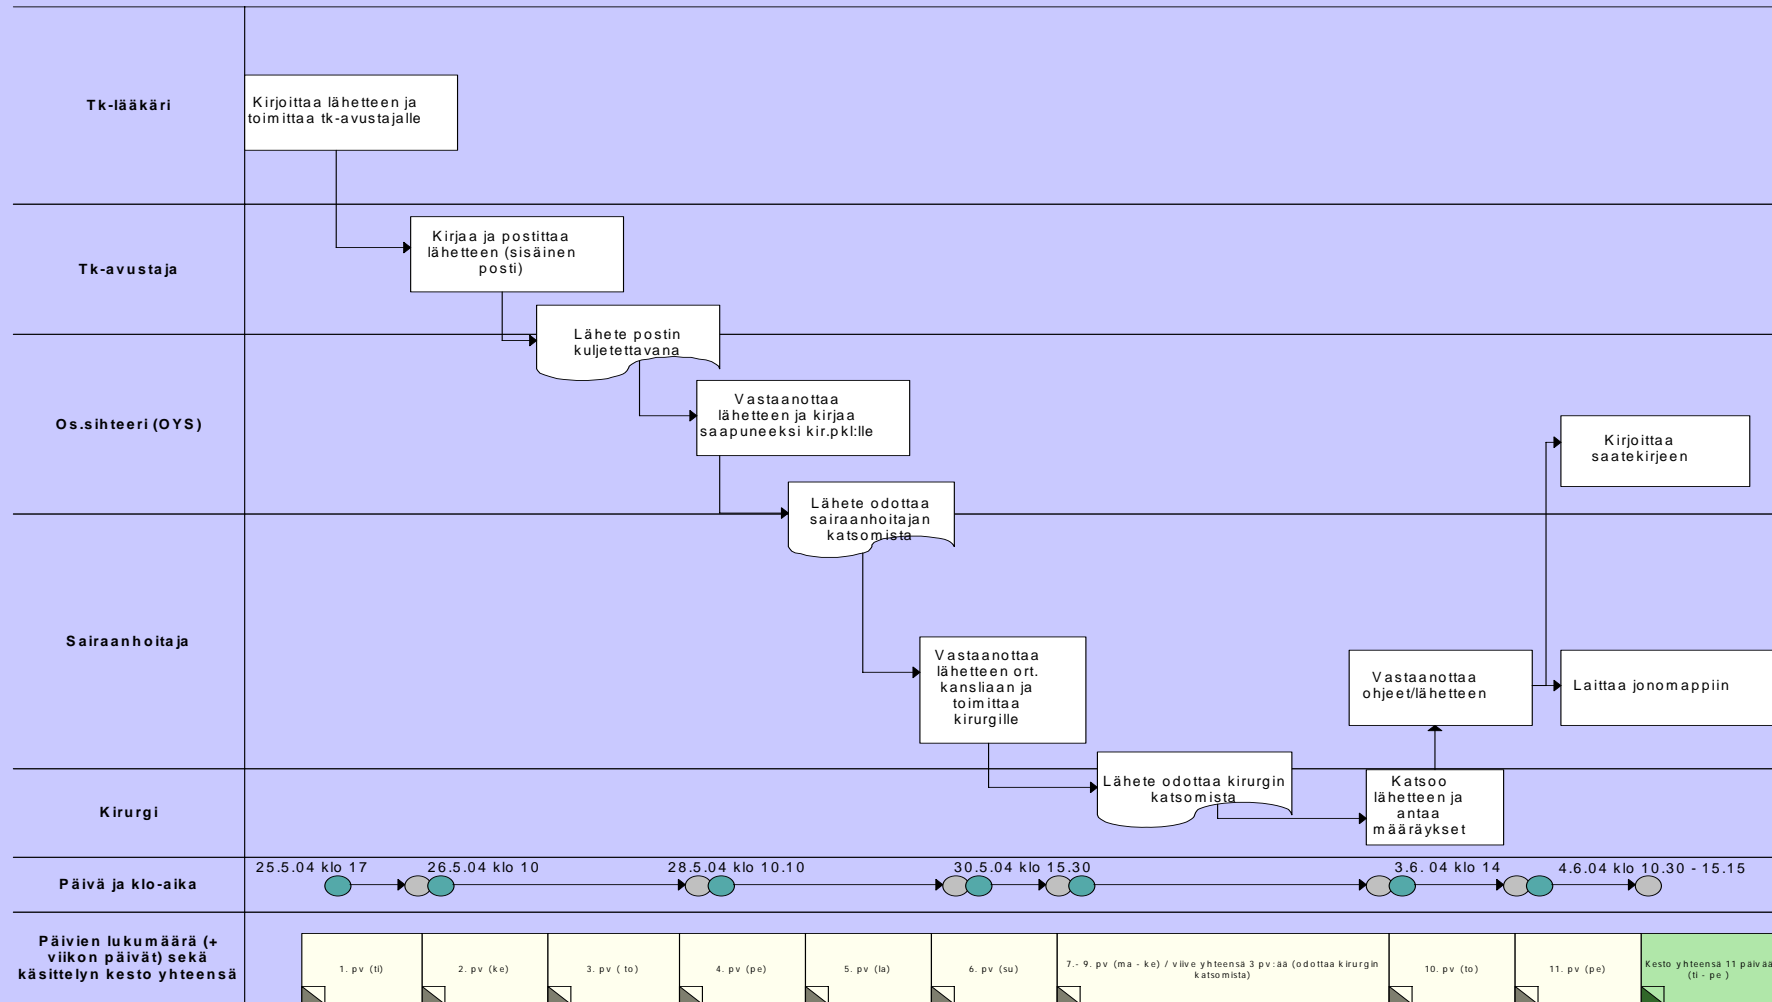 Tk-lääkäri
Kirjoittaa lähetteen ja
toimittaa tk-avustajalle
Tk-avustaja
Kirjaa ja postittaa
lähetteen (sisäinen
posti)
Lähete postin
kuljetettavana
Os.sihteeri (OYS)
Vastaanottaa
lähetteen ja kirjaa
saapuneeksi kir.pkl:lle
Kirjoittaa
saatekirjeen
Lähete odottaa
sairaanhoitajan
katsomista
Sairaanhoitaja
Vastaanottaa
lähetteen ort.
kansliaan ja
toimittaa
kirurgille
Vastaanottaa
ohjeet/lähetteen
Laittaa jonomappiin
Kirurgi
Lähete odottaa kirurgin
katsomista
Katsoo
lähetteen ja
antaa
määräykset
Päivä ja klo-aika
25.5.04 klo 17
26.5.04 klo 10
28.5.04 klo 10.10
30.5.04 klo 15.30
3.6.04 klo 14
4.6.04 klo 10.30 - 15.15
Päivien lukumäärä (+
viikon päivät) sekä
käsittelyn kesto yhteensä
1. pv (ti)
2. pv (ke)
3. pv ( to)
4. pv (pe)
5. pv (la)
6. pv (su)
7.- 9. pv (ma - ke) / viive yhteensä 3 pv:ää (odottaa kirurgin
katsomista)
10. pv (to)
11. pv (pe)
Kesto yhteensä 11 päivää
(ti - pe )